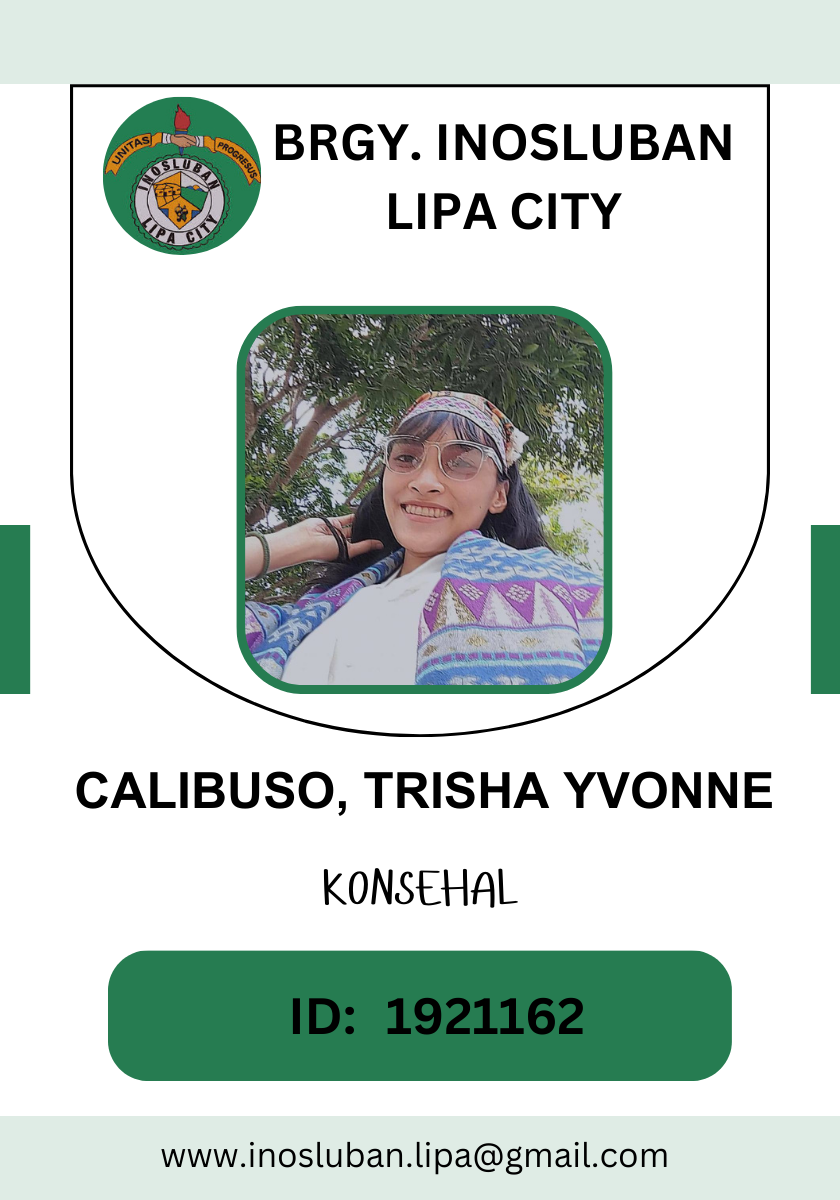 UNITAS
PROGRESUS
INOSLUBAN
LIPA CITY
BRGY. INOSLUBAN
LIPA CITY
CALIBUSO, TRISHA YVONNE
KONSEHAL
ID: 1921162
www.inosluban.lipa@gmail.com